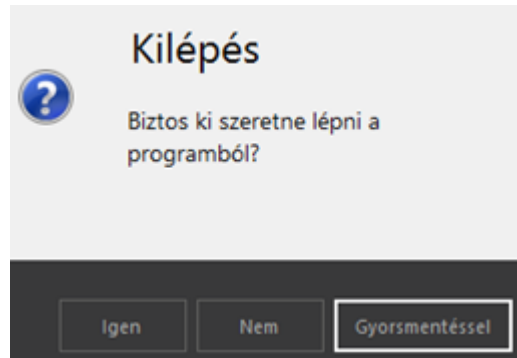 Kilépés
Biztos ki szeretne lépni a
programból?
Igen
Nem
Gyorsmentéssel